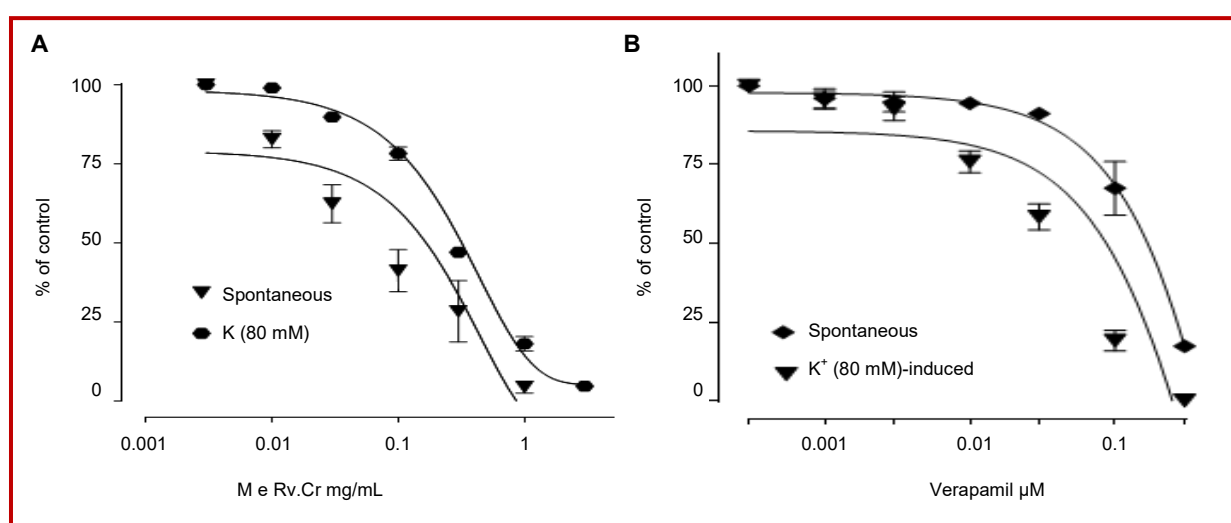 A
100
75
50
25
0
% of control
Spontaneous
K (80 mM)
0.001 0.01 0.1 1
M e Rv.Cr mg/mL
B
100
75
50
25
0
% of control
Spontaneous
K⁺ (80 mM)-induced
0.001 0.01 0.1
Verapamil µM